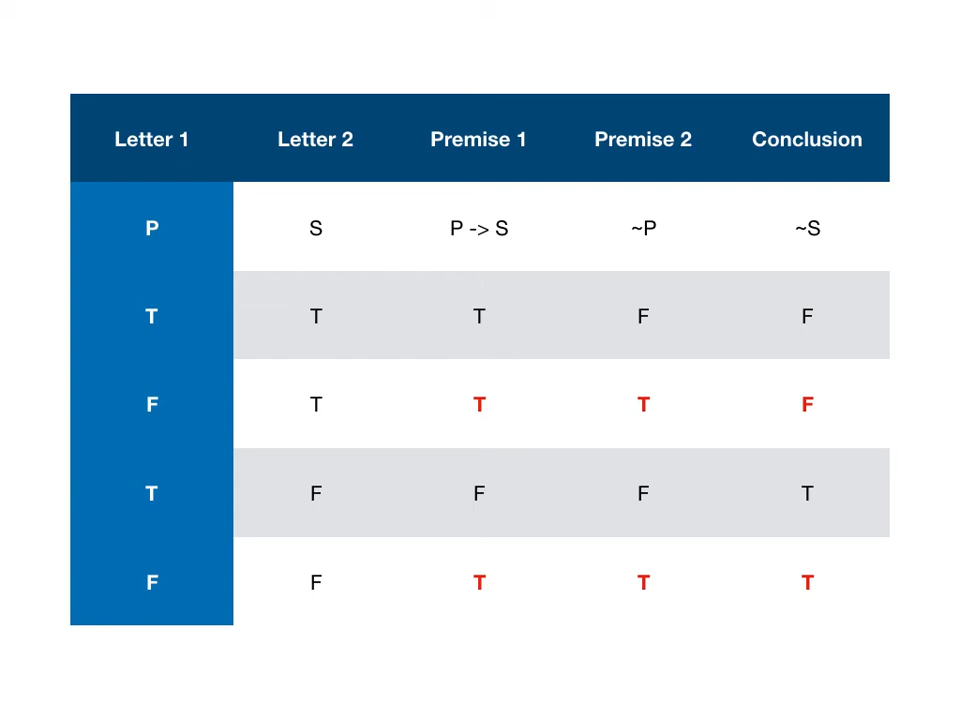 Letter 1 Letter 2 Premise 1 Premise 2 Conclusion
P S P -> S ~P ~S
T T T F F
F T T T F
T F F F T
F F T T T